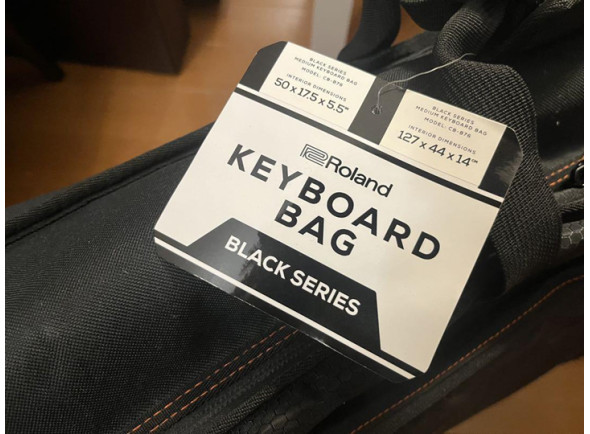 BLACK SERIES
MEDIUM KEYBOARD BAG
MODEL: CB-B76
INTERIOR DIMENSIONS
50 x 17.5 x 5.5"
BLACK SERIES
MEDIUM KEYBOARD BAG
MODEL: CB-B76
INTERIOR DIMENSIONS
127 x 44 x 14cm
Roland
KEYBOARD
BAG
BLACK SERIES